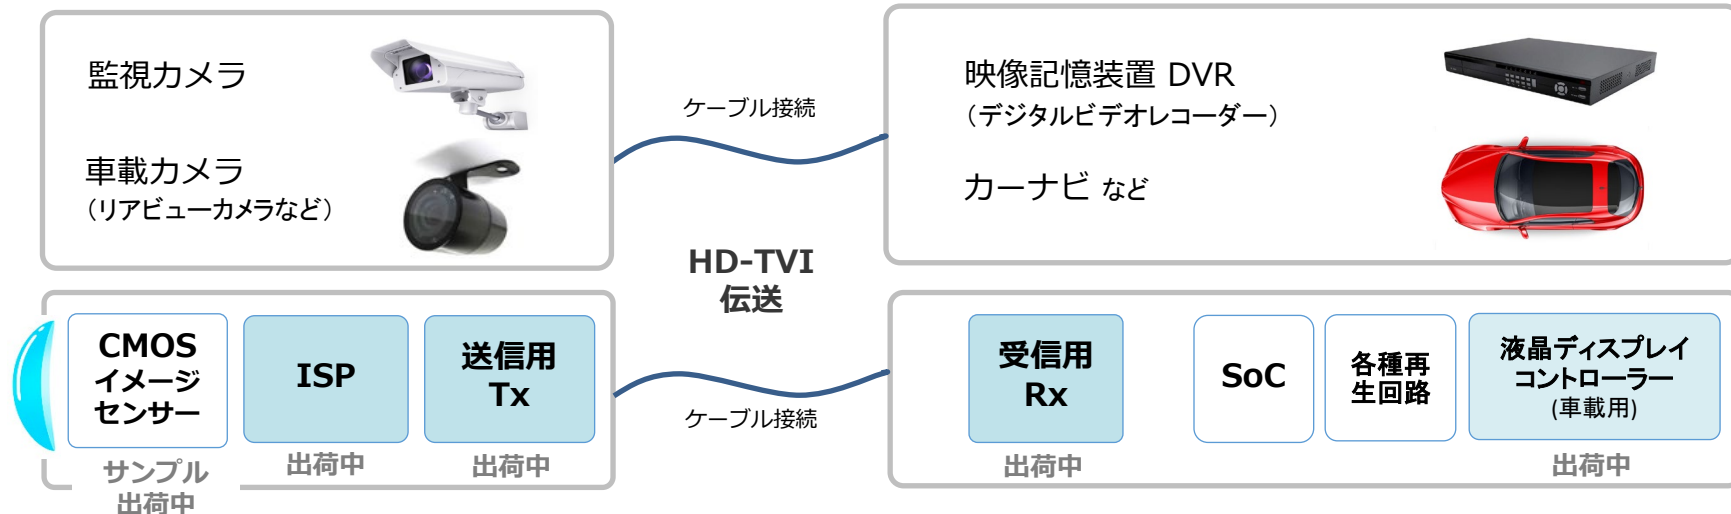 監視カメラ
車載カメラ
（リアビューカメラなど）
ケーブル接続
映像記憶装置 DVR
（デジタルビデオレコーダー）
カーナビ など
HD-TVI
伝送
CMOS
イメージ
センサー
サンプル
出荷中
ISP
出荷中
送信用
Tx
出荷中
ケーブル接続
受信用
Rx
出荷中
SoC
各種再
生回路
液晶ディスプレイ
コントローラー
(車載用)
出荷中